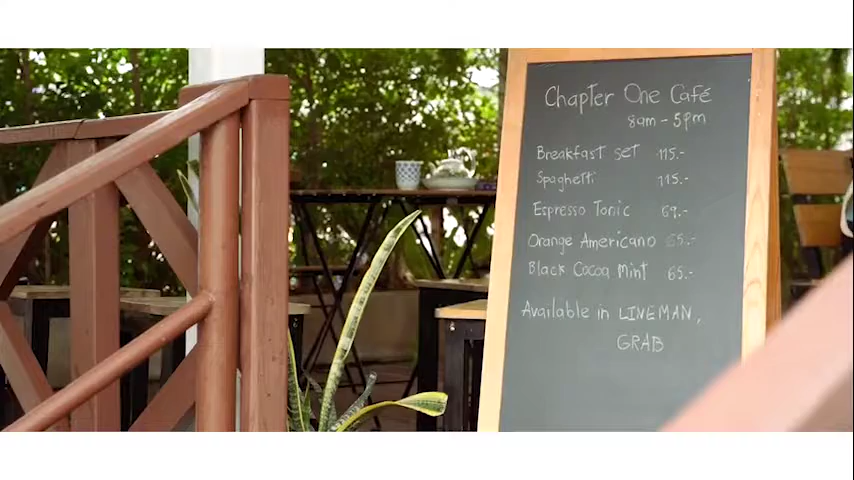 Chapter One Café
8am - 5pm
Breakfast set 115.-
Spaghetti 115.-
Espresso Tonic 69.-
Orange Americano 65.-
Black Cocoa Mint 65.-
Available in LINEMAN,
GRAB